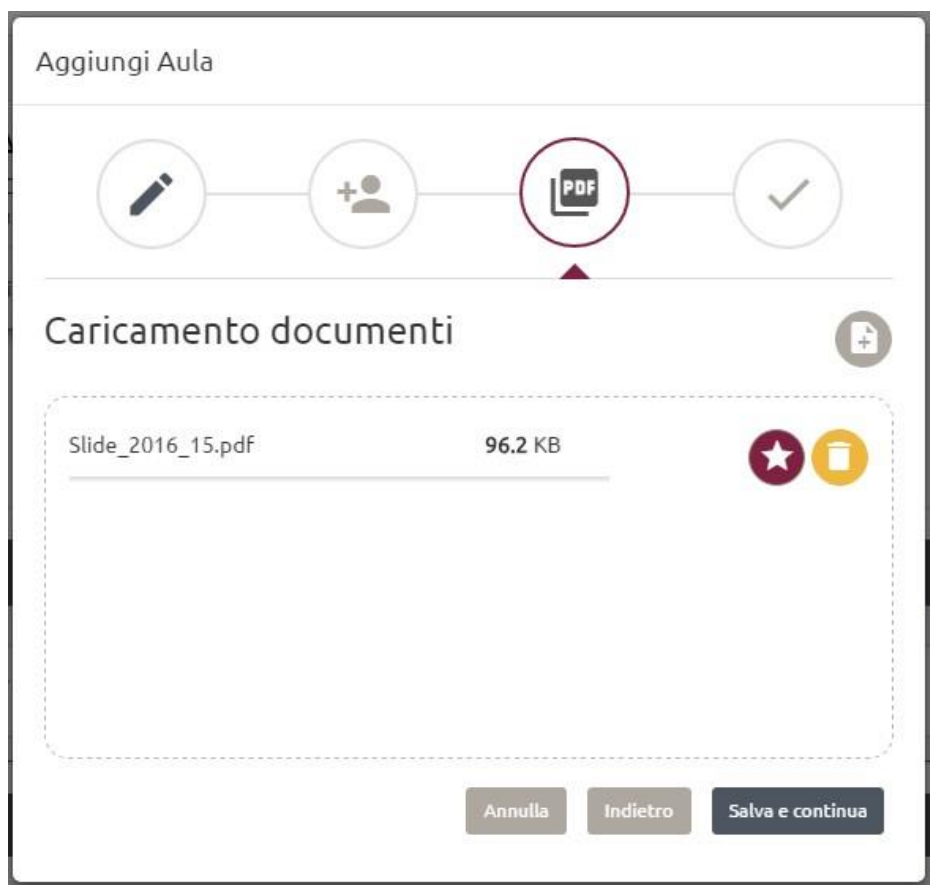 Aggiungi Aula
PDF
Caricamento documenti
Slide_2016_15.pdf 96.2 KB
Annulla Indietro Salva e continua